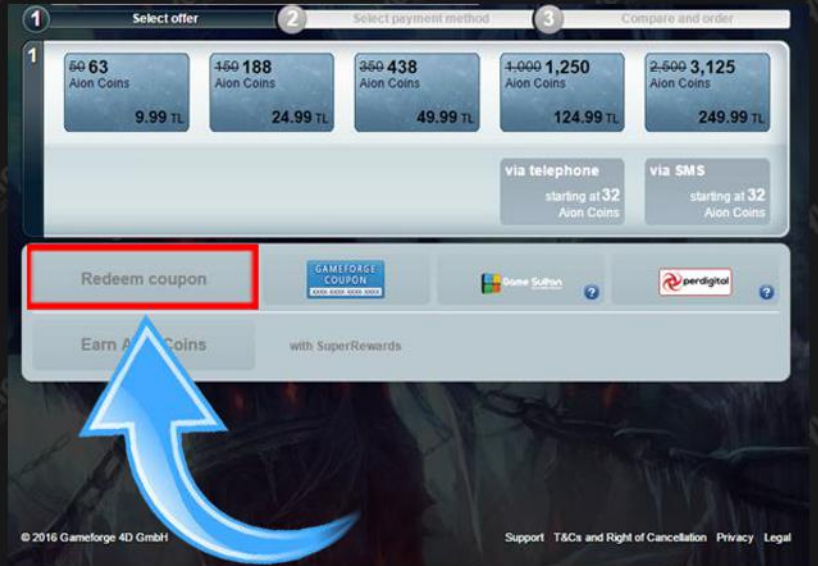 1 Select offer 2 Select payment method 3 Compare and order
1
50 63
Aion Coins
9.99 TL
150 188
Aion Coins
24.99 TL
350 438
Aion Coins
49.99 TL
1.000 1,250
Aion Coins
124.99 TL
2,500 3,125
Aion Coins
249.99 TL
via telephone
starting at 32
Aion Coins
via SMS
starting at 32
Aion Coins
Redeem coupon
GAMEFORGE
COUPON
XXXX XXXX XXXX XXXX
Game Sultan
?
perdigital
?
Earn Coins
with SuperRewards
© 2016 Gameforge 4D GmbH
Support T&Cs and Right of Cancellation Privacy Legal